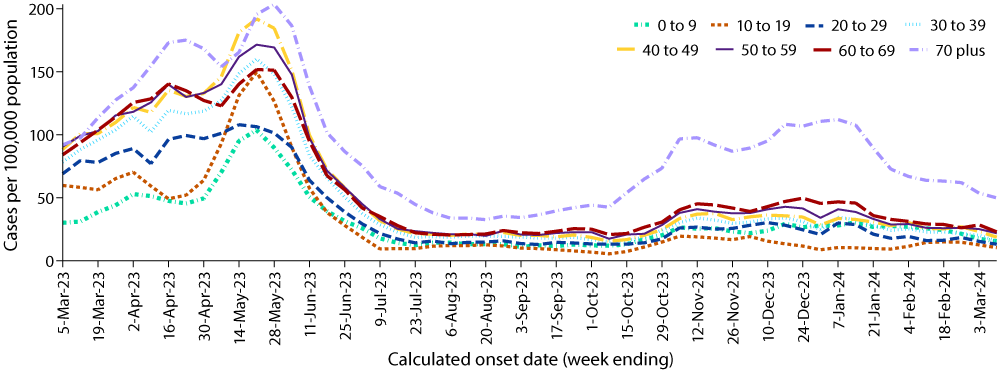 Cases per 100,000 population
200
150
100
50
0
0 to 9 10 to 19 20 to 29 30 to 39
40 to 49 50 to 59 60 to 69 70 plus
5-Mar-23 19-Mar-23 2-Apr-23 16-Apr-23 30-Apr-23 14-May-23 28-May-23 11-Jun-23 25-Jun-23 9-Jul-23 23-Jul-23 6-Aug-23 20-Aug-23 3-Sep-23 17-Sep-23 1-Oct-23 15-Oct-23 29-Oct-23 12-Nov-23 26-Nov-23 10-Dec-23 24-Dec-23 7-Jan-24 21-Jan-24 4-Feb-24 18-Feb-24 3-Mar-24
Calculated onset date (week ending)